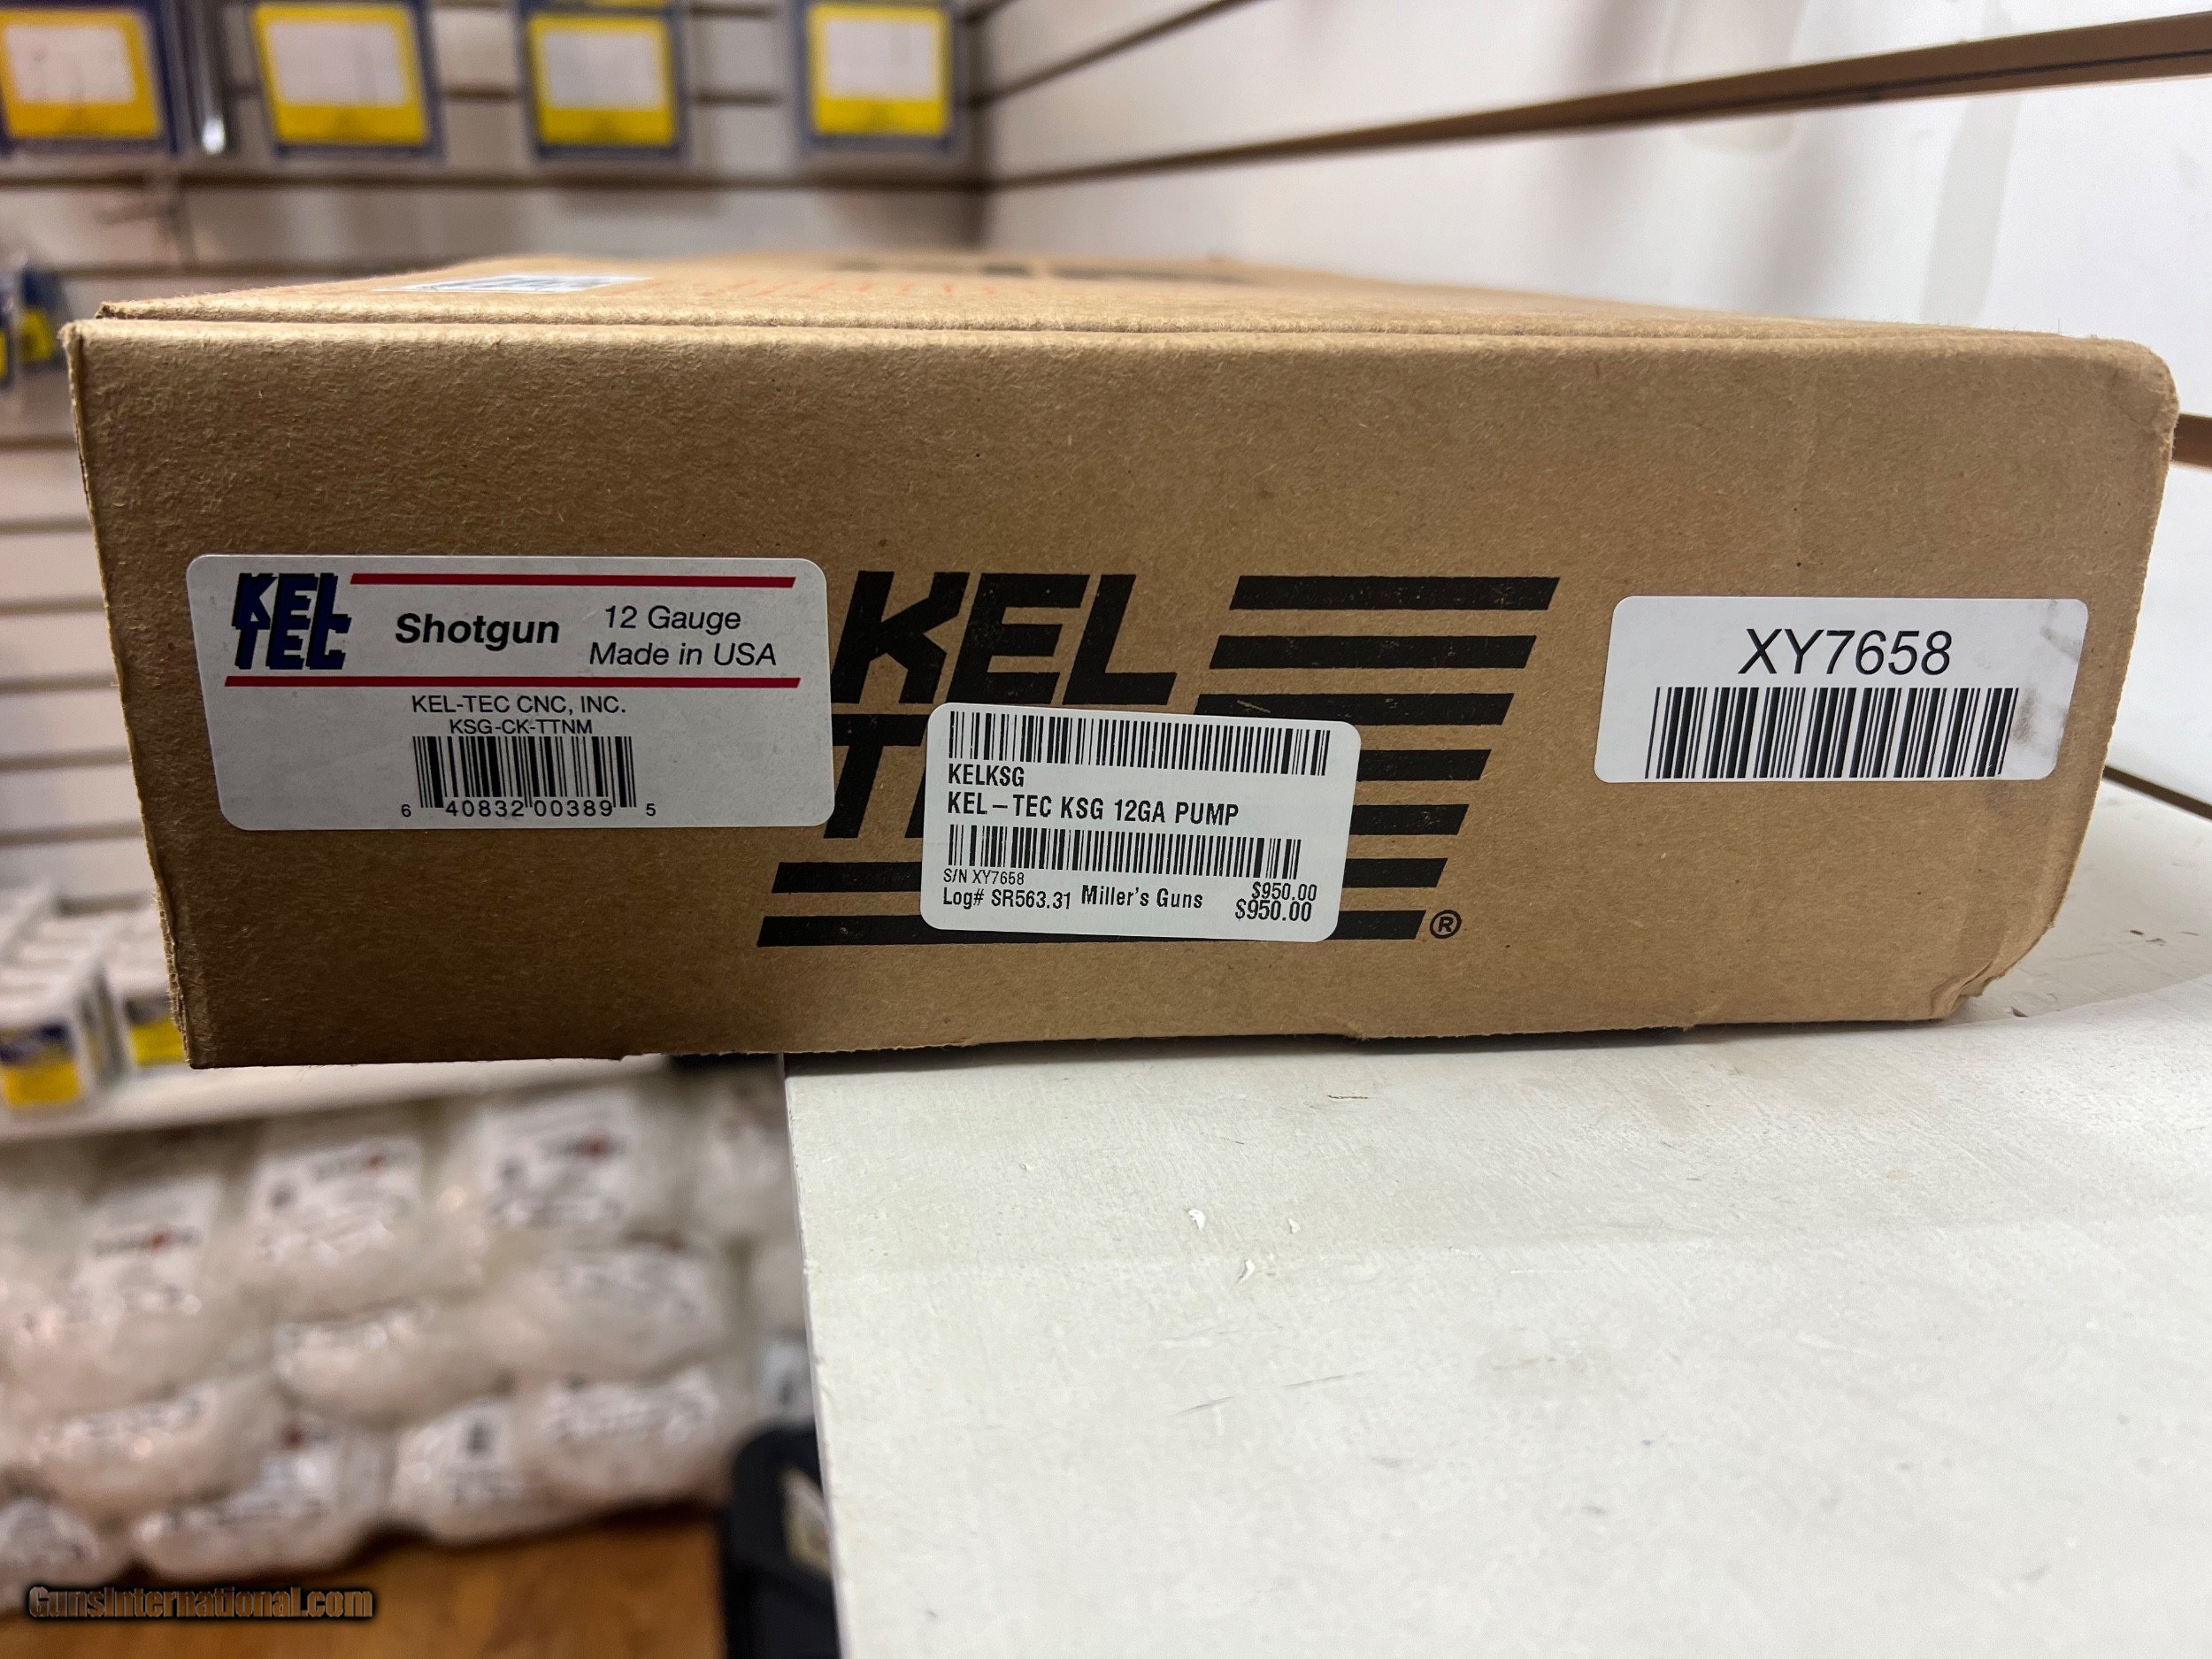 KEL
TEC
Shotgun
12 Gauge
Made in USA
KEL-TEC CNC, INC.
KSG-CK-TTNM
6 40832 00389 5
KEL
T
®
KELKSG
KEL-TEC KSG 12GA PUMP
S/N XY7658
$950.00
Log# SR563.31 Miller's Guns $950.00
XY7658
GunsInternational.com